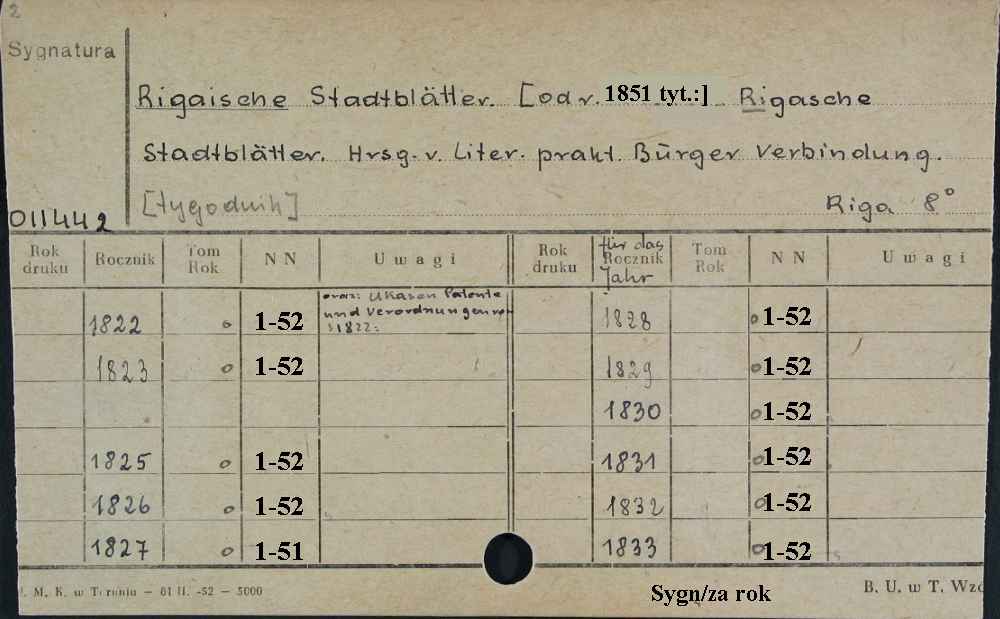 2
Sygnatura
Rigaische Stadtblätter. [od r. 1851 tyt.:] Rigasche
Stadtblätter. Hrsg. v. Liter. prakt. Bürger Verbindung.
[tygodnik] Riga 8°
011442
Rok druku Rocznik Tom Rok N N Uwagi Rok druku für das Rocznik Jahr Tom Rok N N Uwagi
1822 o 1-52 oraz: Ukasen Patente und Verordnungen 1822: 1828 o 1-52
1823 o 1-52 1829 o 1-52
1830 o 1-52
1825 o 1-52 1831 o 1-52
1826 o 1-52 1832 o 1-52
1827 o 1-51 1833 o 1-52
. M. K. w Toruniu — 61 II. -52 — 5000
Sygn/za rok
B. U. w T. Wzó